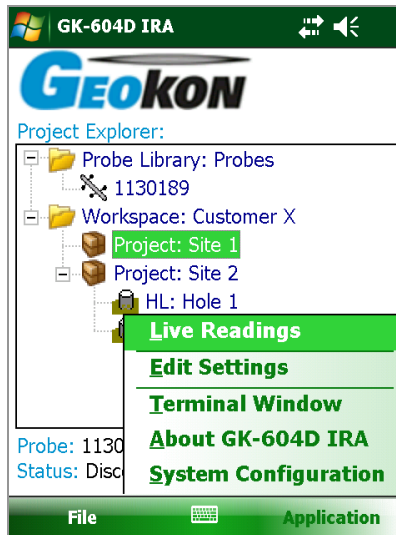 GK-604D IRA
GEOKON
Project Explorer:
Probe Library: Probes
1130189
Workspace: Customer X
Project: Site 1
Project: Site 2
HL: Hole 1
Live Readings
Edit Settings
Terminal Window
About GK-604D IRA
System Configuration
Probe: 1130
Status: Disc
File
Application